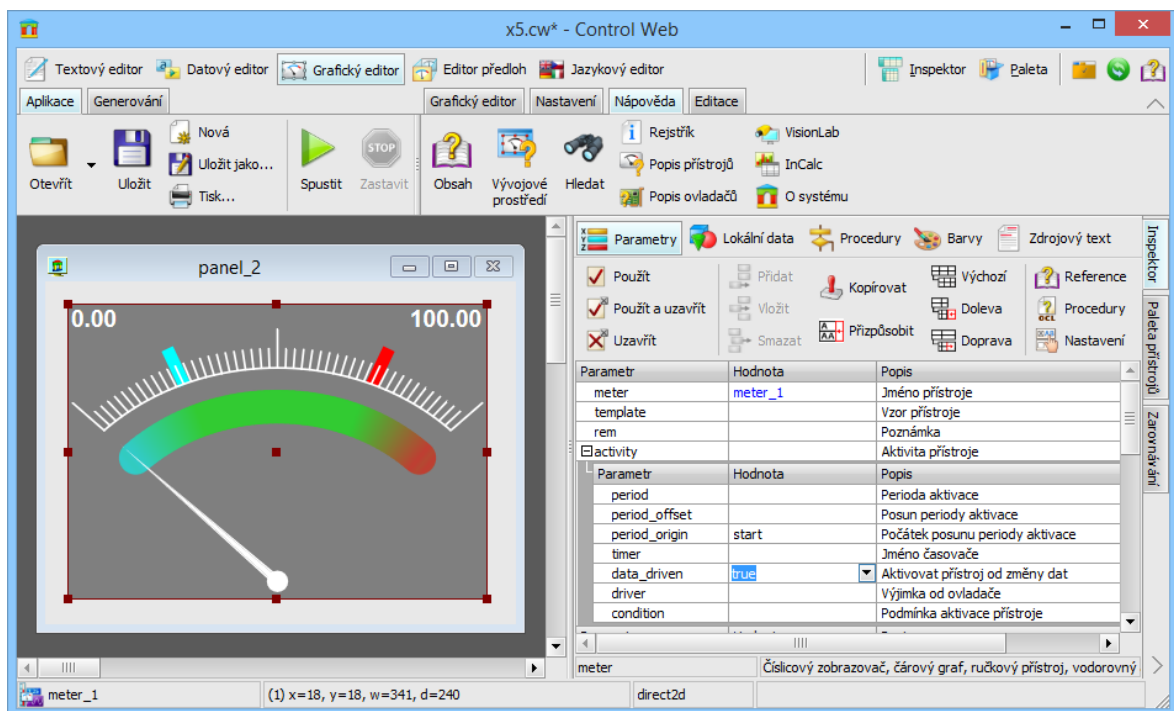 x5.cw* - Control Web
Textový editor Datový editor Grafický editor Editor předloh Jazykový editor Inspektor Paleta
Aplikace Generování Grafický editor Nastavení Nápověda Editace
Otevřít Uložit
Nová
Uložit jako...
Tisk...
Spustit STOP Zastavit
Obsah Vývojové prostředí Hledat
Rejstřík VisionLab
Popis přístrojů InCalc
Popis ovladačů O systému
panel_2
0.00 100.00
Parametry Lokální data Procedury Barvy Zdrojový text
Použít Přidat Kopírovat Výchozí Reference
Použít a uzavřít Vložit Přizpůsobit Doleva Procedury
Uzavřít Smazat Doprava Nastavení
Parametr Hodnota Popis
meter meter_1 Jméno přístroje
template Vzor přístroje
rem Poznámka
activity Aktivita přístroje
Parametr Hodnota Popis
period Perioda aktivace
period_offset Posun periody aktivace
period_origin start Počátek posunu periody aktivace
timer Jméno časovače
data_driven true Aktivovat přístroj od změny dat
driver Výjimka od ovladače
condition Podmínka aktivace přístroje
meter Číslicový zobrazovač, čárový graf, ručkový přístroj, vodorovný
Inspektor
Paleta přístrojů
Zarovnávání
meter_1 (1) x=18, y=18, w=341, d=240 direct2d